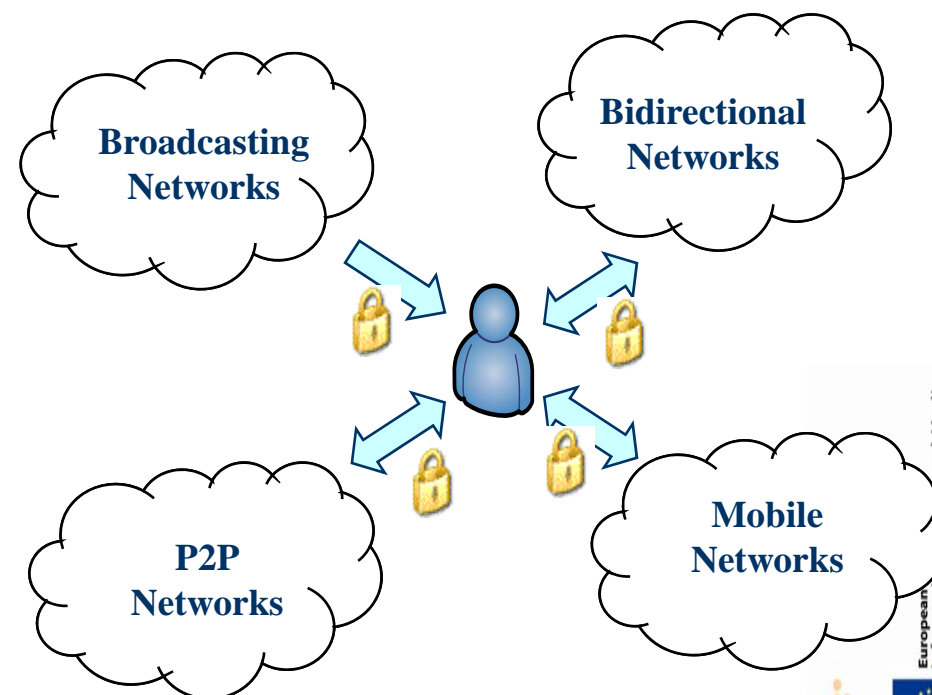 Broadcasting
Networks
Bidirectional
Networks
P2P
Networks
Mobile
Networks
European